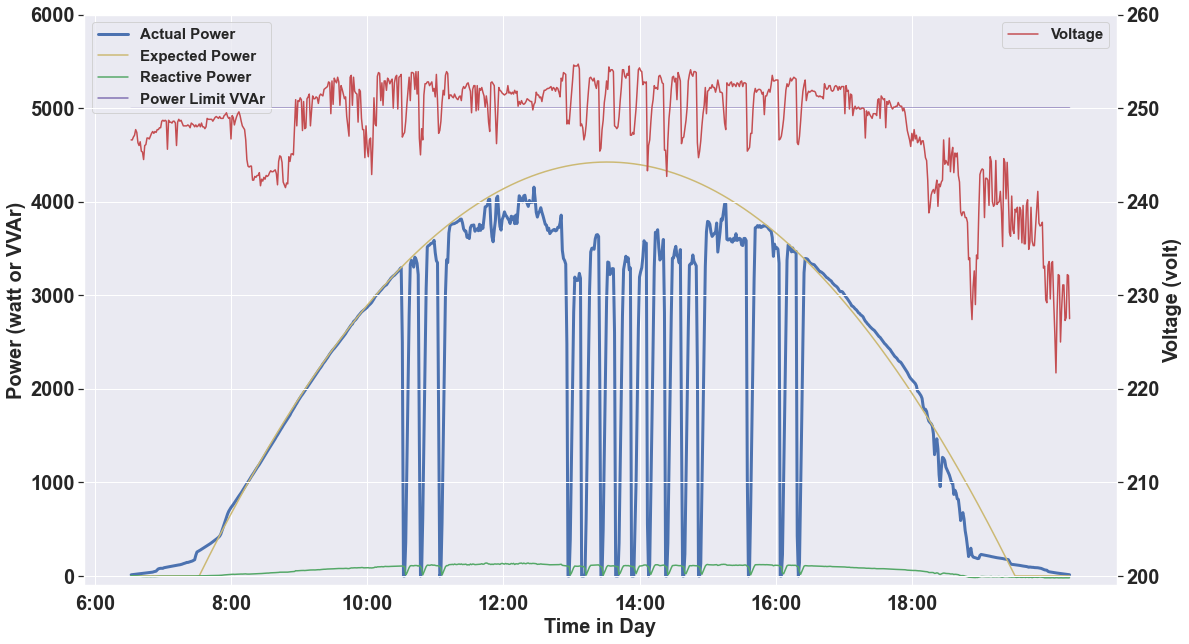 6000
5000
4000
3000
2000
1000
0
Power (watt or VVAr)
Actual Power
Expected Power
Reactive Power
Power Limit VVAr
Voltage
260
250
240
230
220
210
200
Voltage (volt)
6:00 8:00 10:00 12:00 14:00 16:00 18:00
Time in Day